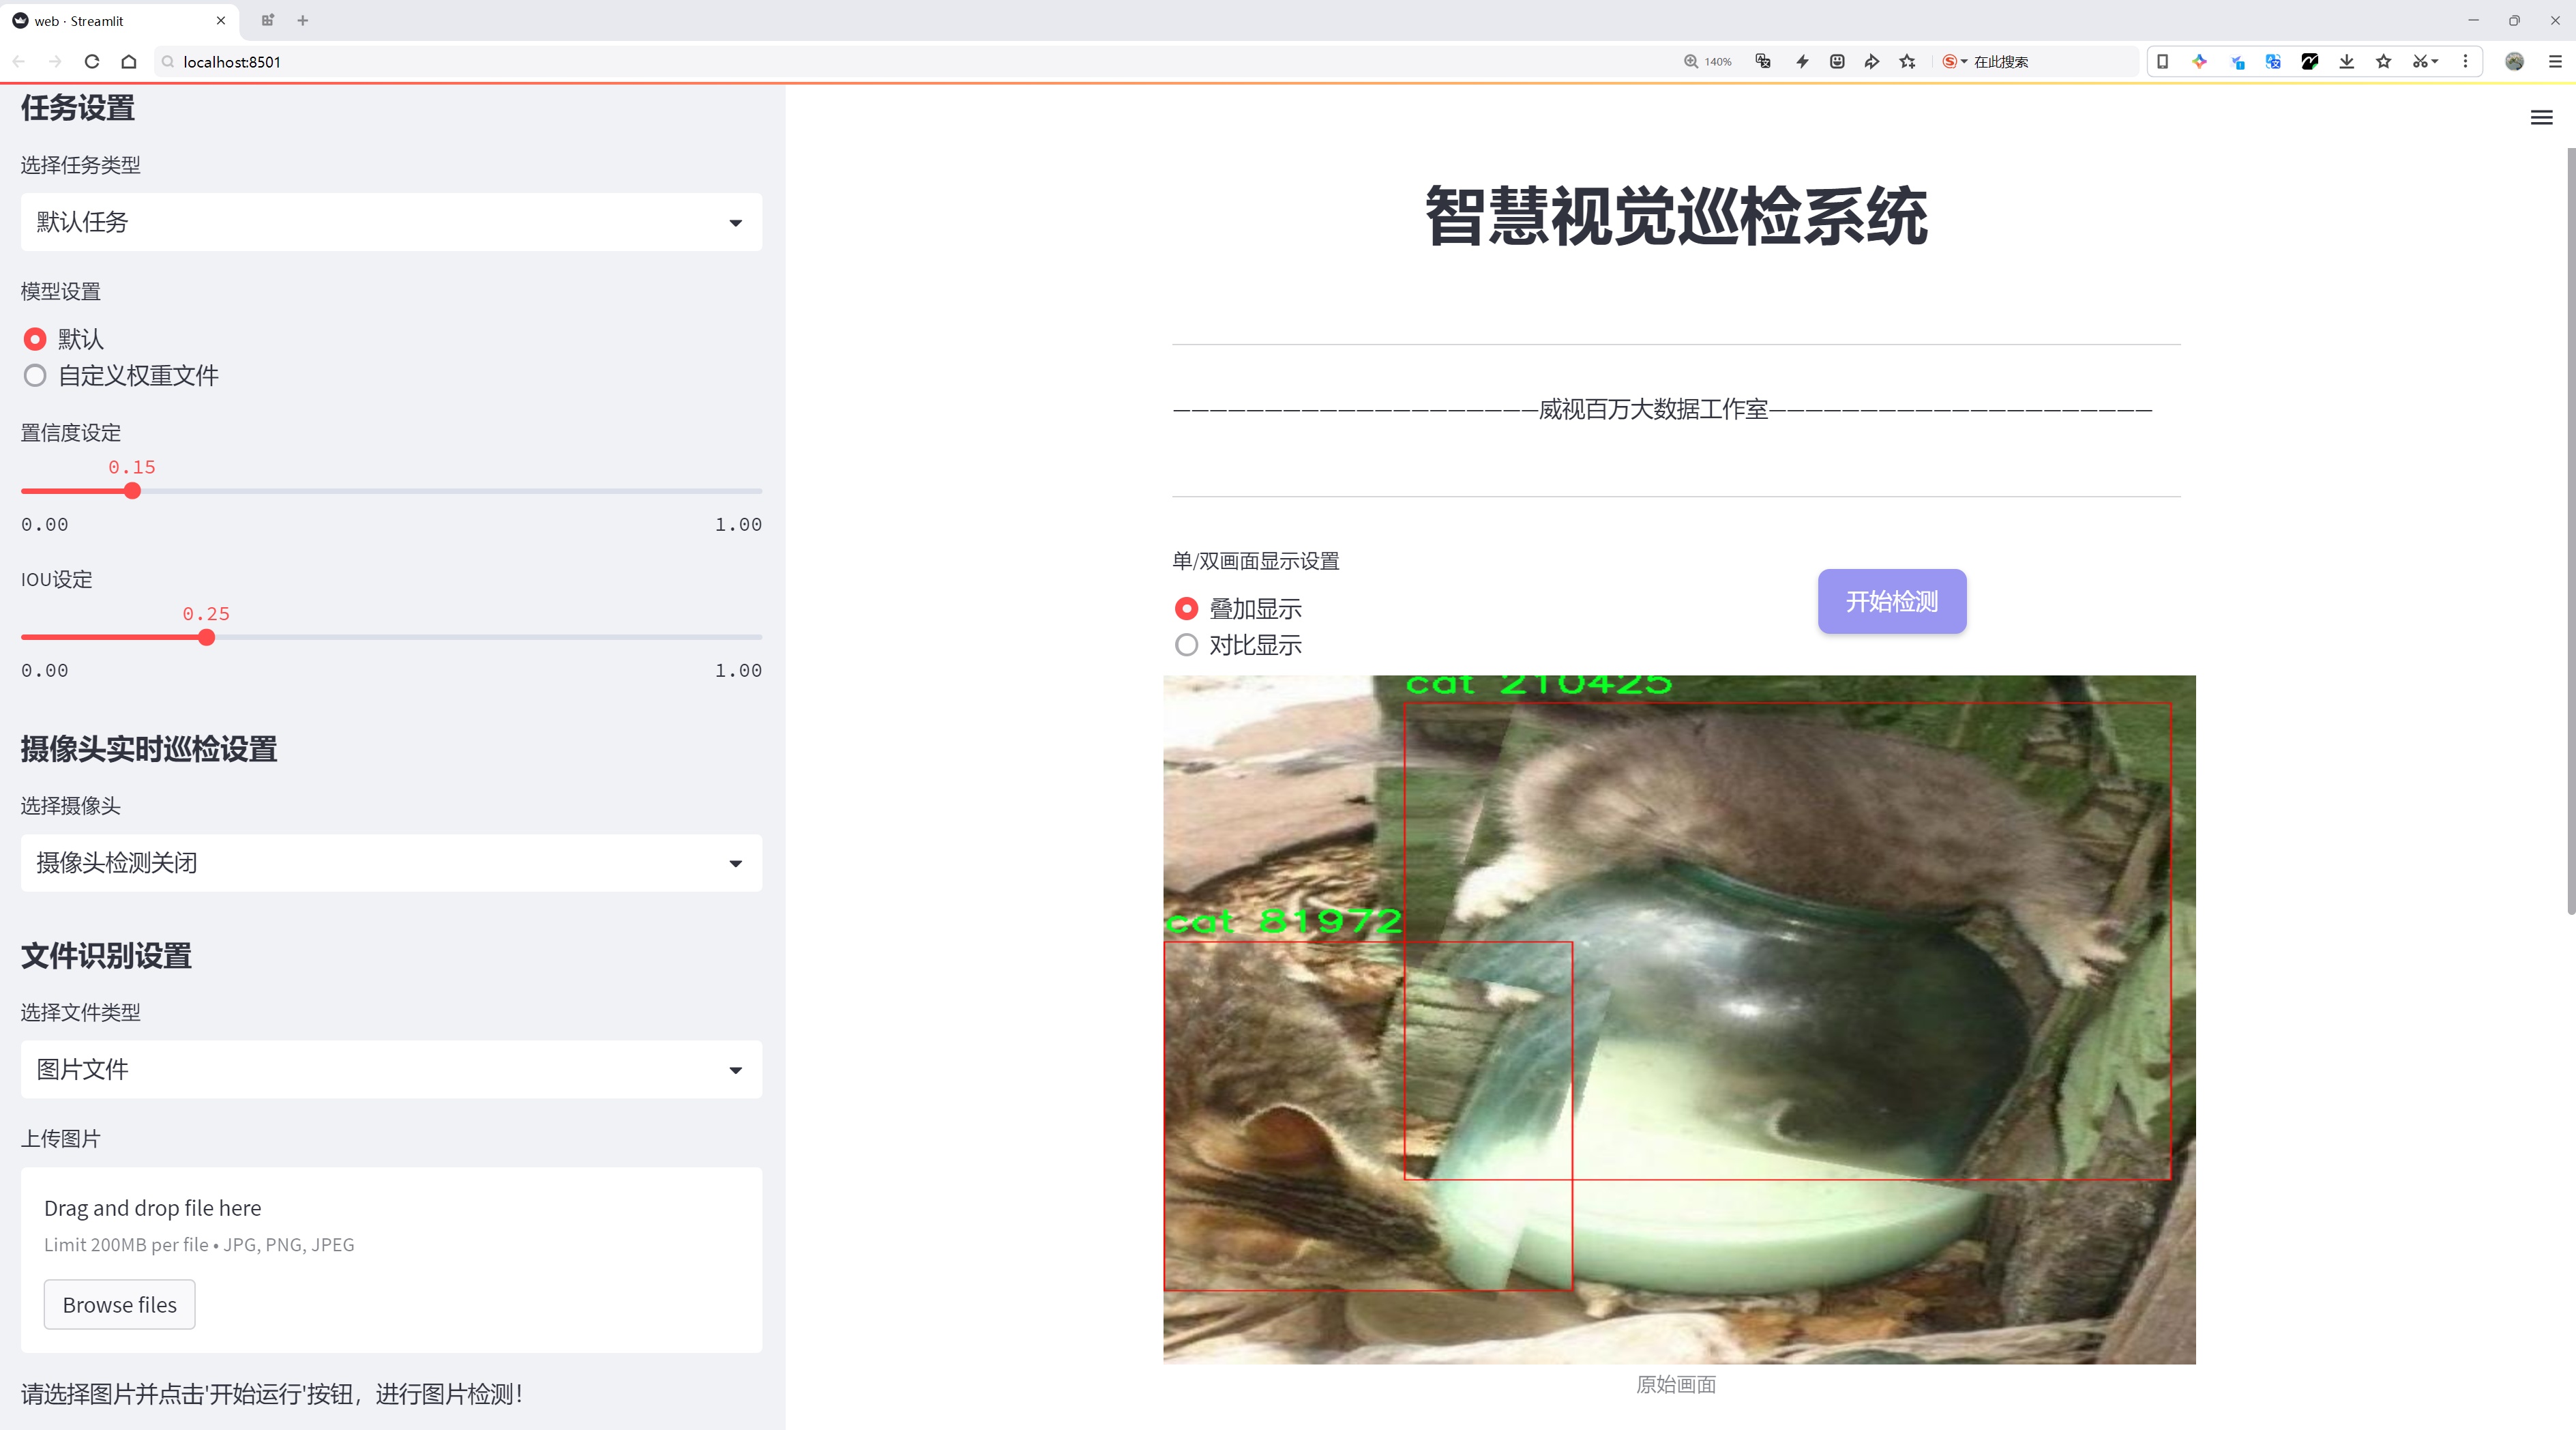 web · Streamlit
localhost:8501
140%
在此搜索
任务设置
选择任务类型
默认任务
模型设置
默认
自定义权重文件
置信度设定
0.15
0.00 1.00
IOU设定
0.25
0.00 1.00
摄像头实时巡检设置
选择摄像头
摄像头检测关闭
文件识别设置
选择文件类型
图片文件
上传图片
Drag and drop file here
Limit 200MB per file • JPG, PNG, JPEG
Browse files
请选择图片并点击'开始运行'按钮，进行图片检测！
智慧视觉巡检系统
————————————————————威视百万大数据工作室—————————————————————
单/双画面显示设置
叠加显示
对比显示
开始检测
cat 210425
cat 81972
原始画面